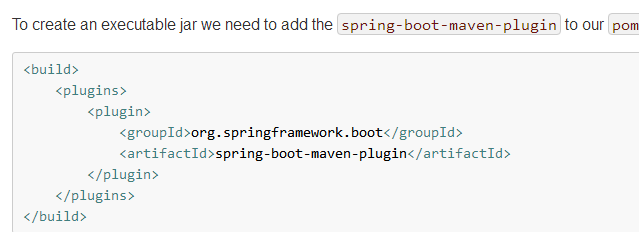 To create an executable jar we need to add the spring-boot-maven-plugin to our pom
<build>
    <plugins>
        <plugin>
            <groupId>org.springframework.boot</groupId>
            <artifactId>spring-boot-maven-plugin</artifactId>
        </plugin>
    </plugins>
</build>